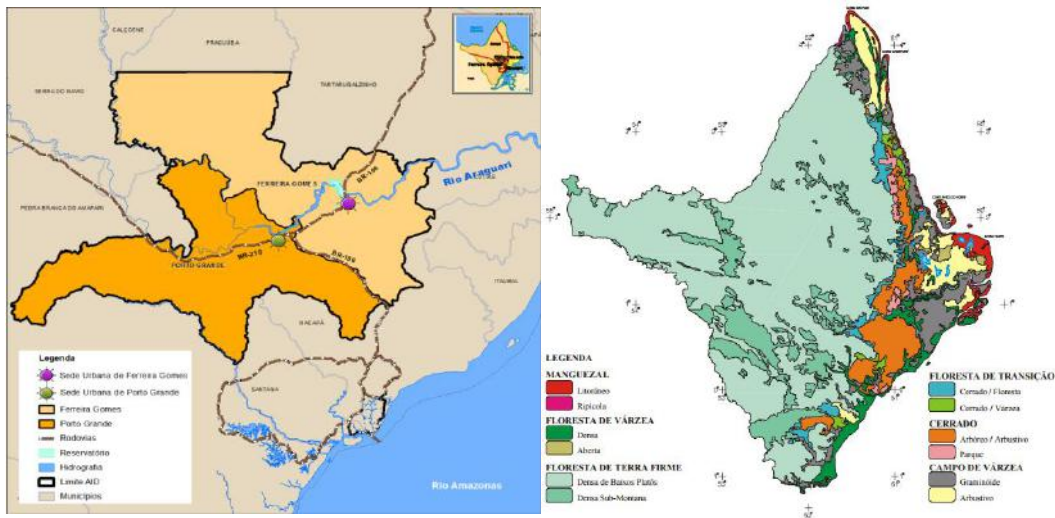 CALÇOENE
PRACUUBA
SERRA DO NAVIO
TARTARUGALZINHO
Ferreira Gomes
Rio Araguari
BR-156
FERREIRA GOMES
PEDRA BRANCA DO AMAPARI
BR-210
PORTO GRANDE
BR-156
ITAUBAL
MACAPÁ
SANTANA
Rio Amazonas
Legenda
Sede Urbana de Ferreira Gomes
Sede Urbana de Porto Grande
Ferreira Gomes
Porto Grande
Rodovias
Reservatório
Hidrografia
Limite AID
Municípios
LEGENDA
MANGUEZAL
Litorâneo
Ripícola
FLORESTA DE VÁRZEA
Densa
Aberta
FLORESTA DE TERRA FIRME
Densa de Baixos Platôs
Densa Sub-Montana
FLORESTA DE TRANSIÇÃO
Cerrado / Floresta
Cerrado / Várzea
CERRADO
Arbóreo / Arbustivo
Parque
CAMPO DE VÁRZEA
Graminóide
Arbustivo